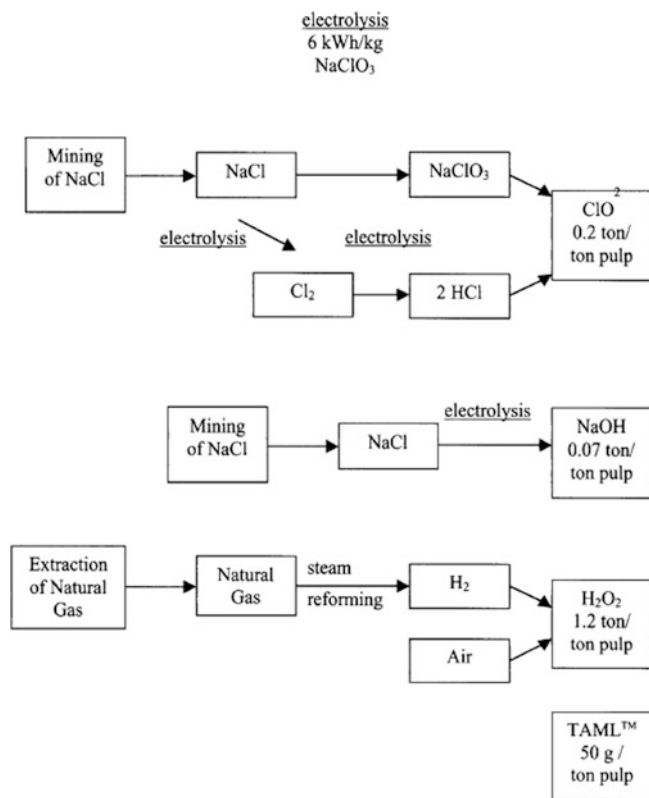 electrolysis
6 kWh/kg
NaClO₃
Mining
of NaCl
NaCl
NaClO₃
ClO²
0.2 ton/
ton pulp
electrolysis
electrolysis
Cl₂
2 HCl
Mining
of NaCl
NaCl
electrolysis
NaOH
0.07 ton/
ton pulp
Extraction
of Natural
Gas
Natural
Gas
steam
reforming
H₂
Air
H₂O₂
1.2 ton/
ton pulp
TAML™
50 g /
ton pulp